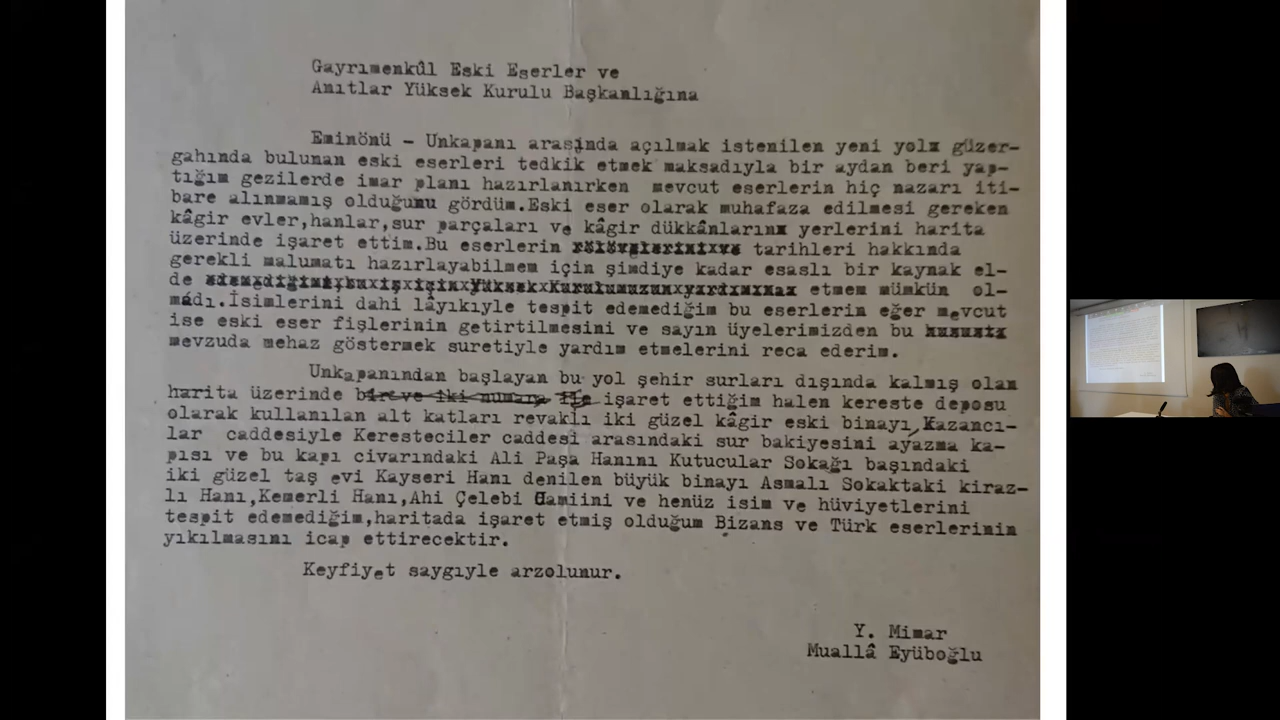 Gayrımenkûl Eski Eserler ve
Anıtlar Yüksek Kurulu Başkanlığına
Eminönü - Unkapanı arasında açılmak istenilen yeni yolx güzer-
gahında bulunan eski eserleri tedkik etmek maksadıyla bir aydan beri yap-
tığım gezilerde imar planı hazırlanırken mevcut eserlerin hiç nazarı iti-
bare alınmamış olduğunu gördüm.Eski eser olarak muhafaza edilmesi gereken
kâgir evler,hanlar,sur parçaları ve kâgir dükkânların yerlerini harita
üzerinde işaret ettim.Bu eserlerin tarihleri hakkında
gerekli malumatı hazırlayabilmem için şimdiye kadar esaslı bir kaynak el-
de etmem mümkün ol-
madı.İsimlerini dahi lâyıkiyle tespit edemediğim bu eserlerin eğer mevcut
ise eski eser fişlerinin getirtilmesini ve sayın üyelerimizden bu
mevzuda mehaz göstermek suretiyle yardım etmelerini reca ederim.
Unkapanından başlayan bu yol şehir surları dışında kalmış olan
harita üzerinde bir ve iki numara ile işaret ettiğim halen kereste deposu
olarak kullanılan alt katları revaklı iki güzel kâgir eski binayı,Kazancı-
lar caddesiyle Keresteciler caddesi arasındaki sur bakiyesini ayazma ka-
pısı ve bu kapı civarındaki Ali Paşa Hanını Kutucular Sokağı başındaki
iki güzel taş evi Kayseri Hanı denilen büyük binayı Asmalı Sokaktaki kiraz-
lı Hanı,Kemerli Hanı,Ahi Çelebi Camiini ve henüz isim ve hüviyetlerini
tespit edemediğim,haritada işaret etmiş olduğum Bizans ve Türk eserlerinin
yıkılmasını icap ettirecektir.
Keyfiyet saygıyle arzolunur.
Y. Mimar
Muallâ Eyüboğlu